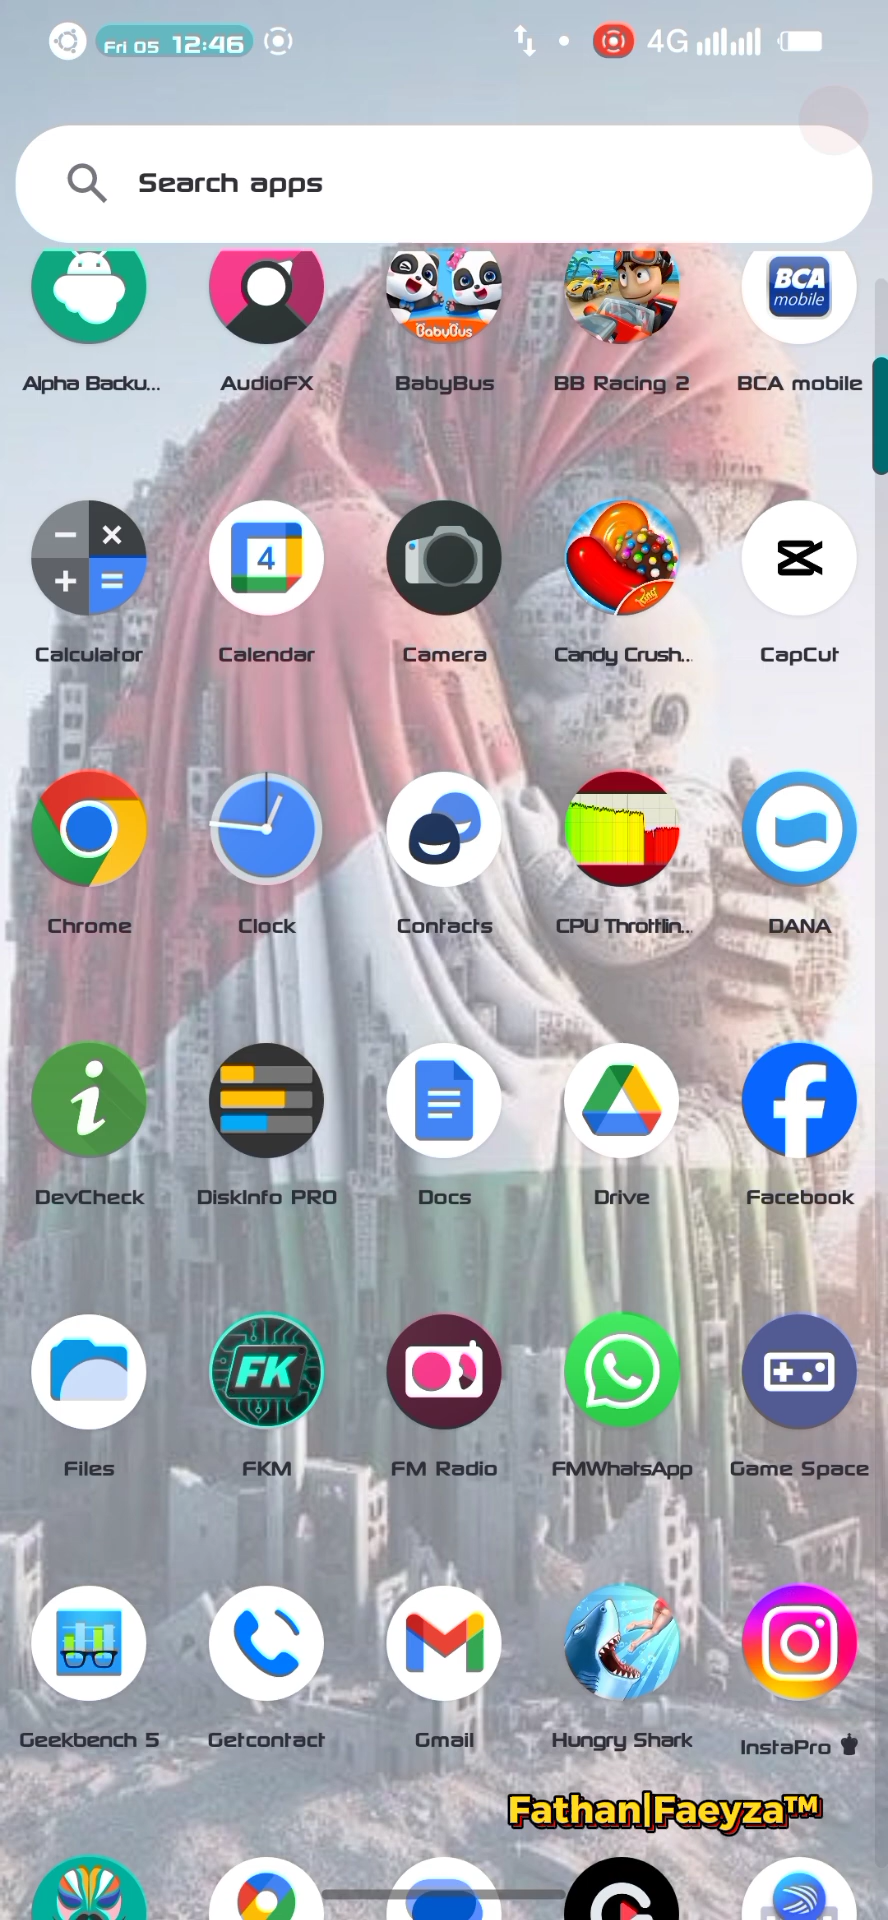 Fri 05 12:46
4G
Search apps
BabyBus
BCA
mobile
Alpha Backu...
AudioFX
BabyBus
BB Racing 2
BCA mobile
4
King
Calculator
Calendar
Camera
Candy Crush...
CapCut
Chrome
Clock
Contacts
CPU Throttlin...
DANA
DevCheck
DiskInfo PRO
Docs
Drive
Facebook
FK
Files
FKM
FM Radio
FMWhatsApp
Game Space
Geekbench 5
Getcontact
Gmail
Hungry Shark
InstaPro
Fathan|Faeyza™